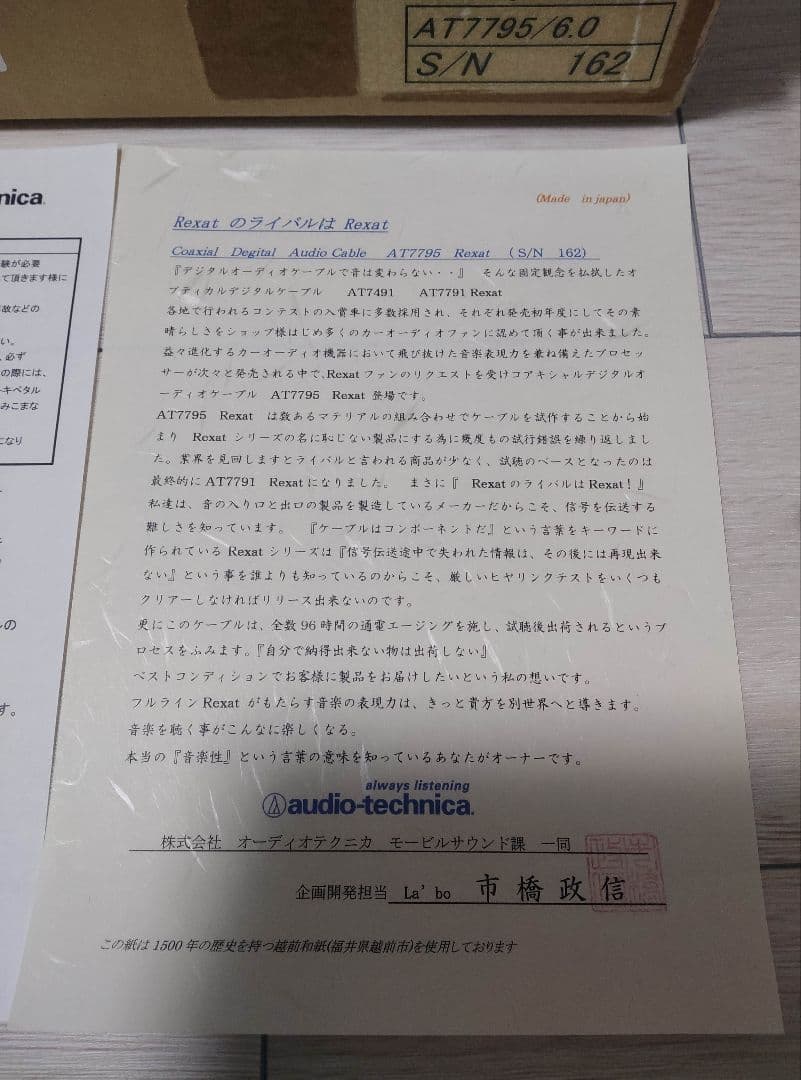 AT7795/6.0
S/N 162
nica
験が必要
て頂きます様に
故などの
い。
、必ず
の際には、
ーキペタル
みこまな
になり
ルの
す。
(Made in japan)
Rexat のライバルは Rexat
Coaxial Degital Audio Cable AT7795 Rexat (S/N 162)
『デジタルオーディオケーブルで音は変わらない・・』 そんな固定観念を払拭したオ
プティカルデジタルケーブル AT7491 AT7791 Rexat
各地で行われるコンテストの入賞車に多数採用され、それぞれ発売初年度にしてその素
晴らしさをショップ様はじめ多くのカーオーディオファンに認めて頂く事が出来ました。
益々進化するカーオーディオ機器において飛び抜けた音楽表現力を兼ね備えたプロセッ
サーが次々と発売される中で、Rexat ファンのリクエストを受けコアキシャルデジタルオ
ーディオケーブル AT7795 Rexat 登場です。
AT7795 Rexat は数あるマテリアルの組み合わせでケーブルを試作することから始
まり Rexat シリーズの名に恥じない製品にする為に幾度もの試行錯誤を繰り返しまし
た。業界を見回しますとライバルと言われる商品が少なく、試聴のベースとなったのは
最終的に AT7791 Rexat になりました。 まさに『 Rexat のライバルは Rexat！』
私達は、音の入り口と出口の製品を製造しているメーカーだからこそ、信号を伝送する
難しさを知っています。 『ケーブルはコンポーネントだ』という言葉をキーワードに
作られている Rexat シリーズは『信号伝送途中で失われた情報は、その後には再現出来
ない』という事を誰よりも知っているのからこそ、厳しいヒヤリンクテストをいくつも
クリアーしなければリリース出来ないのです。
更にこのケーブルは、全数 96 時間の通電エージングを施し、試聴後出荷されるというプ
ロセスをふみます。『自分で納得出来ない物は出荷しない』
ベストコンディションでお客様に製品をお届けしたいという私の想いです。
フルライン Rexat がもたらす音楽の表現力は、きっと貴方を別世界へと導きます。
音楽を聴く事がこんなに楽しくなる。
本当の『音楽性』という言葉の意味を知っているあなたがオーナーです。
always listening
audio-technica.
株式会社 オーディオテクニカ モービルサウンド課 一同
企画開発担当 La'bo 市橋政信
この紙は 1500 年の歴史を持つ越前和紙(福井県越前市)を使用しております